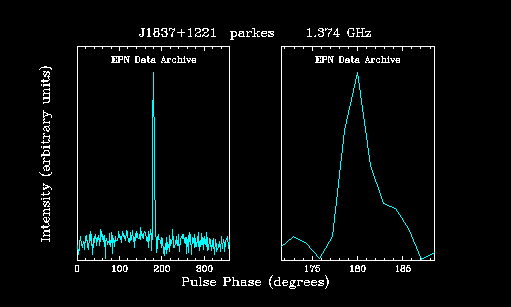 J1837+1221 parkes 1.374 GHz
EPN Data Archive EPN Data Archive
Intensity (arbitrary units)
0 100 200 300 175 180 185
Pulse Phase (degrees)